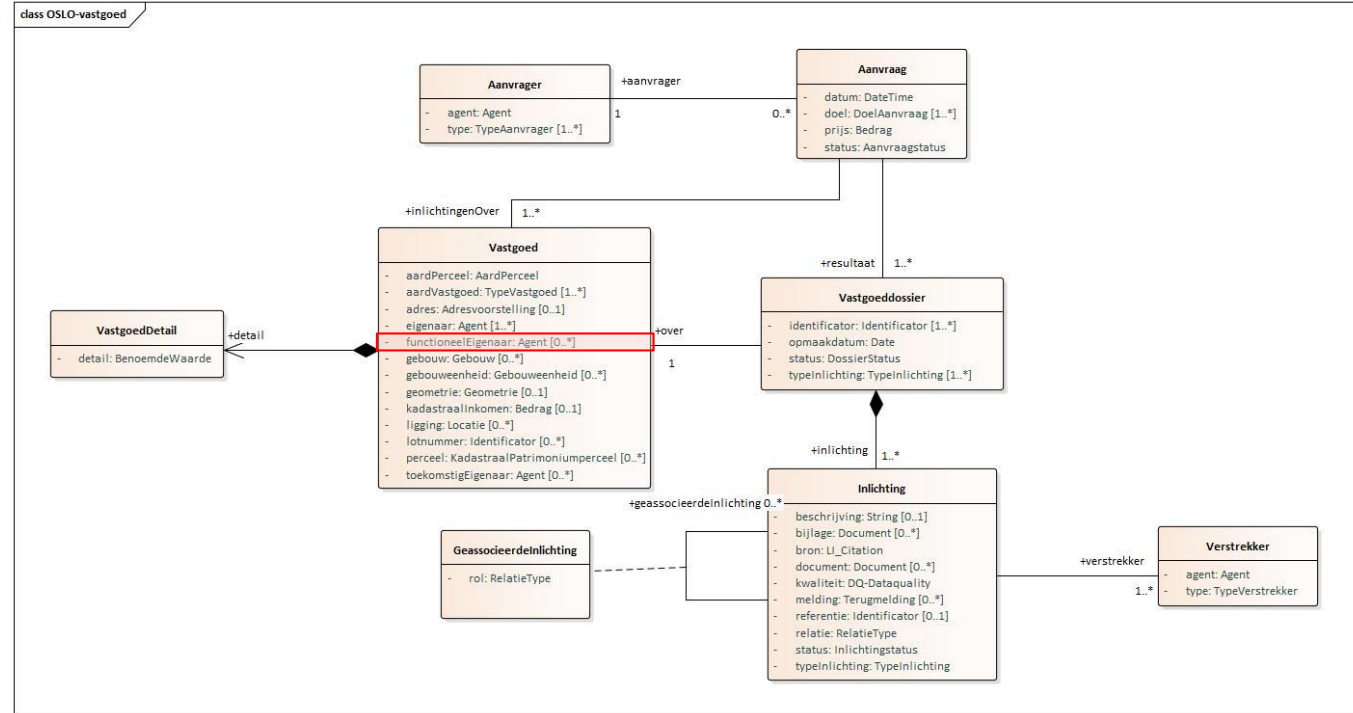 class OSLO-vastgoed
Aanvrager
- agent: Agent
- type: TypeAanvrager [1..*]
+aanvrager
1
0..*
Aanvraag
- datum: DateTime
- doel: DoelAanvraag [1..*]
- prijs: Bedrag
- status: Aanvraagstatus
+inlichtingenOver
1..*
+resultaat
1..*
Vastgoed
- aardPerceel: AardPerceel
- aardVastgoed: TypeVastgoed [1..*]
- adres: Adresvoorstelling [0..1]
- eigenaar: Agent [1..*]
- functioneelEigenaar: Agent [0..*]
- gebouw: Gebouw [0..*]
- gebouweenheid: Gebouweenheid [0..*]
- geometrie: Geometrie [0..1]
- kadastraalInkomen: Bedrag [0..1]
- ligging: Locatie [0..*]
- lotnummer: Identificator [0..*]
- perceel: KadastraalPatrimoniumperceel [0..*]
- toekomstigEigenaar: Agent [0..*]
VastgoedDetail
- detail: BenoemdeWaarde
+detail
+over
1
Vastgoeddossier
- identificator: Identificator [1..*]
- opmaakdatum: Date
- status: DossierStatus
- typeInlichting: TypeInlichting [1..*]
+inlichting
1..*
+geassocieerdeInlichting 0..*
Inlichting
- beschrijving: String [0..1]
- bijlage: Document [0..*]
- bron: LI_Citation
- document: Document [0..*]
- kwaliteit: DQ-Dataquality
- melding: Terugmelding [0..*]
- referentie: Identificator [0..1]
- relatie: RelatieType
- status: Inlichtingstatus
- typeInlichting: TypeInlichting
GeassocieerdeInlichting
- rol: RelatieType
+verstrekker
1..*
Verstrekker
- agent: Agent
- type: TypeVerstrekker